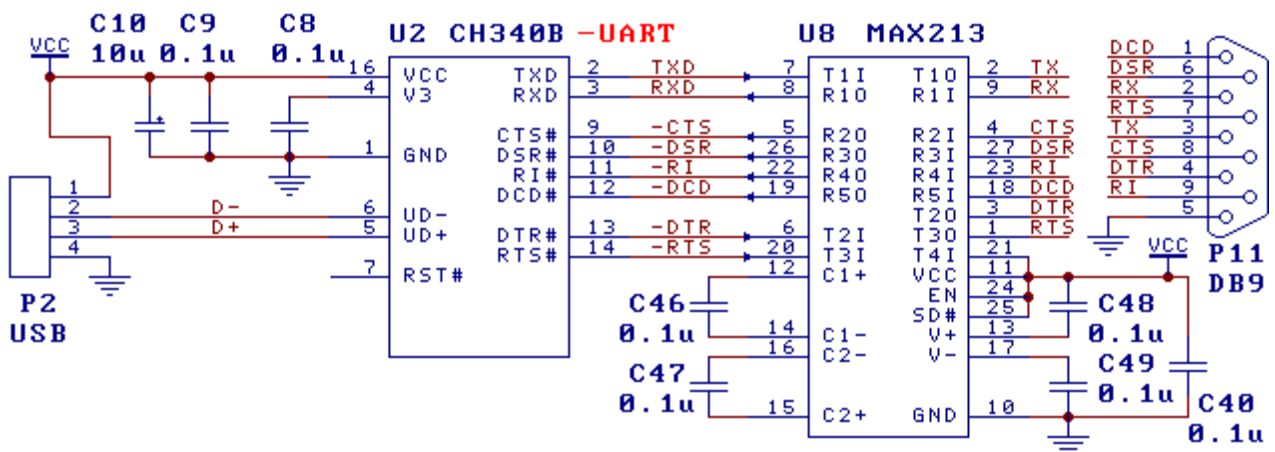 C10 C9 C8 U2 CH340B -UART U8 MAX213
VCC 10u 0.1u 0.1u DCD 1
16 VCC TXD 2 TXD 7 T1I T1O 2 TX DSR 6
4 V3 RXD 3 RXD 8 R1O R1I 9 RX RX 2
RTS 7
CTS# 9 -CTS 5 R2O R2I 4 CTS TX 3
1 GND DSR# 10 -DSR 26 R3O R3I 27 DSR CTS 8
RI# 11 -RI 22 R4O R4I 23 RI DTR 4
1 DCD# 12 -DCD 19 R5O R5I 18 DCD RI 9
2 D- 6 UD- T2O 3 DTR 5
3 D+ 5 UD+ DTR# 13 -DTR 6 T2I T3O 1 RTS
4 RTS# 14 -RTS 20 T3I T4I 21 VCC P11
7 RST# 12 C1+ VCC 11 DB9
P2 C46 EN 24 C48
USB 0.1u SD# 25 0.1u
14 C1- V+ 13
16 C2- V- 17
C47 C49
0.1u 0.1u C40
15 C2+ GND 10 0.1u